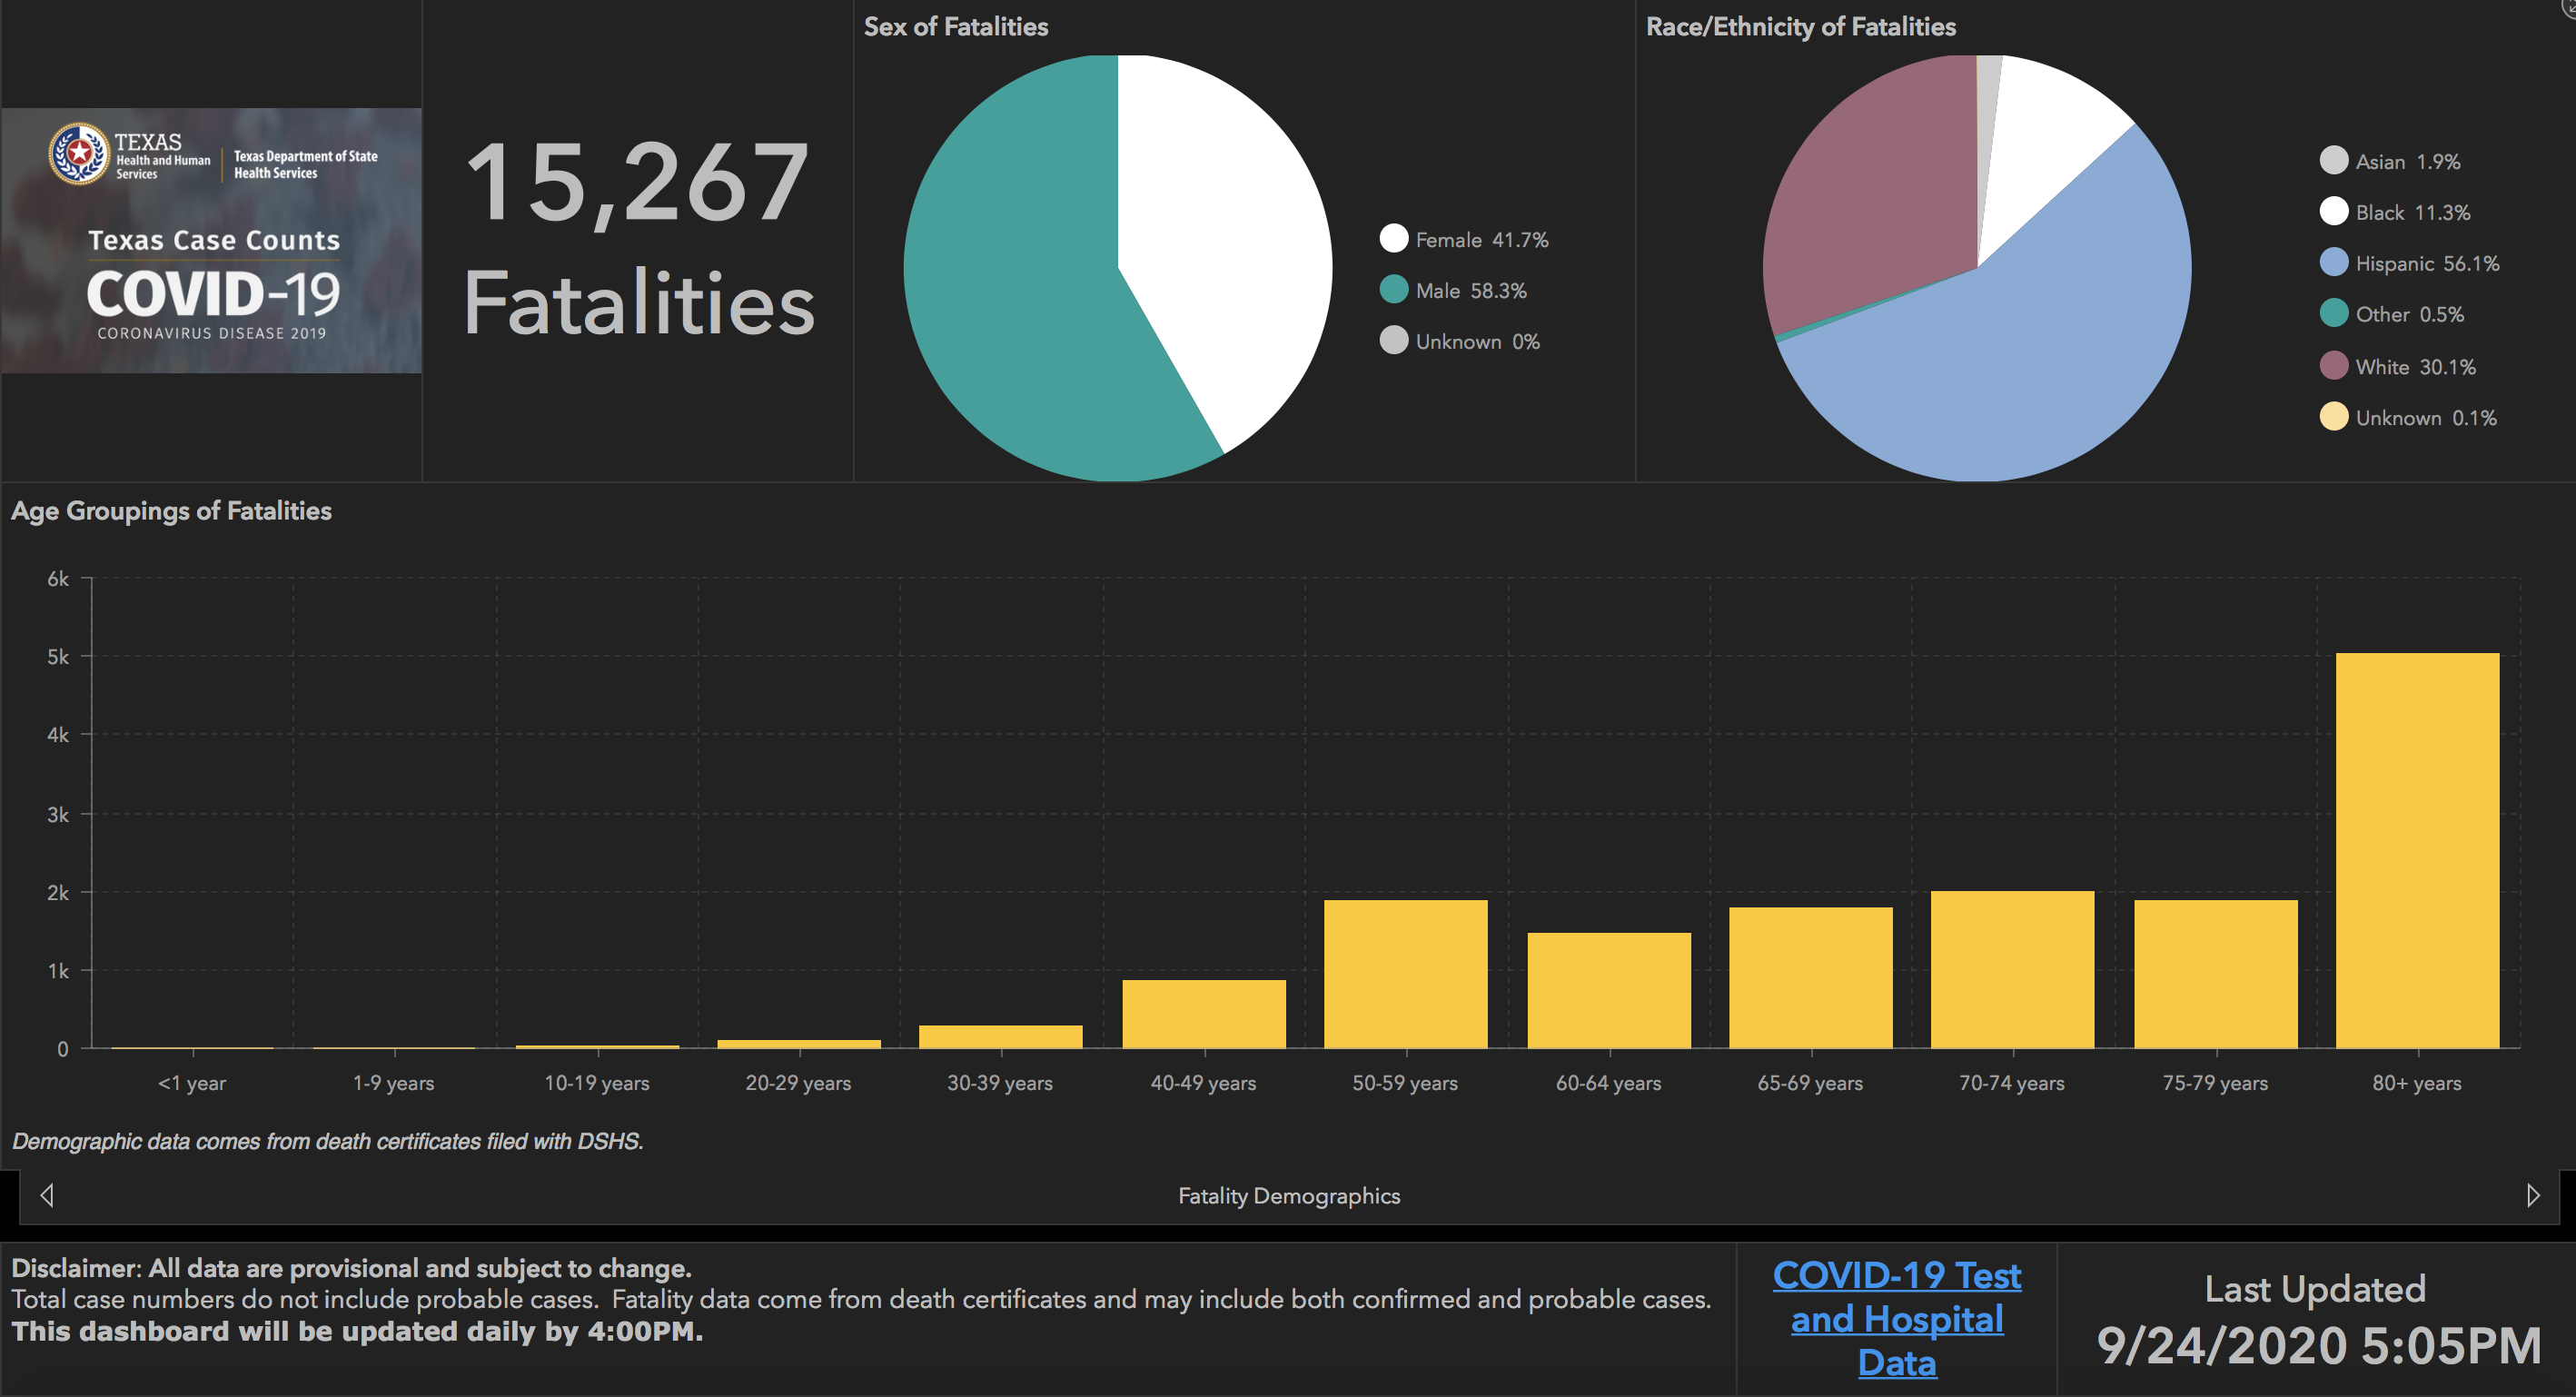 TEXAS
Health and Human
Services
Texas Department of State
Health Services
Texas Case Counts
COVID-19
CORONAVIRUS DISEASE 2019
15,267
Fatalities
Sex of Fatalities
Female 41.7%
Male 58.3%
Unknown 0%
Race/Ethnicity of Fatalities
Asian 1.9%
Black 11.3%
Hispanic 56.1%
Other 0.5%
White 30.1%
Unknown 0.1%
Age Groupings of Fatalities
6k
5k
4k
3k
2k
1k
0
<1 year
1-9 years
10-19 years
20-29 years
30-39 years
40-49 years
50-59 years
60-64 years
65-69 years
70-74 years
75-79 years
80+ years
Demographic data comes from death certificates filed with DSHS.
Fatality Demographics
Disclaimer: All data are provisional and subject to change.
Total case numbers do not include probable cases. Fatality data come from death certificates and may include both confirmed and probable cases.
This dashboard will be updated daily by 4:00PM.
COVID-19 Test
and Hospital
Data
Last Updated
9/24/2020 5:05PM